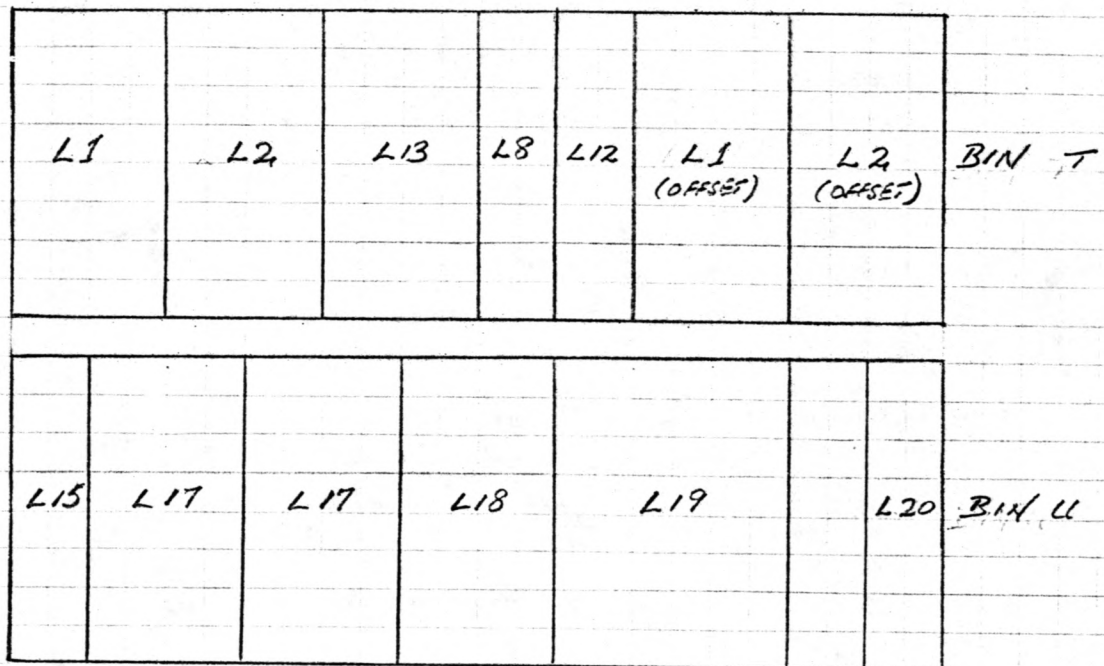 L1 L2 L13 L8 L12 L1 L2 BIN T
(OFFSET) (OFFSET)
L15 L17 L17 L18 L19 L20 BIN U